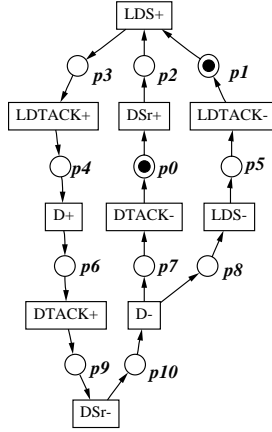 LDS+
p3 p2 p1
LDTACK+ DSr+ LDTACK-
p4 p0 p5
D+ DTACK- LDS-
p6 p7 p8
DTACK+ D-
p9 p10
DSr-